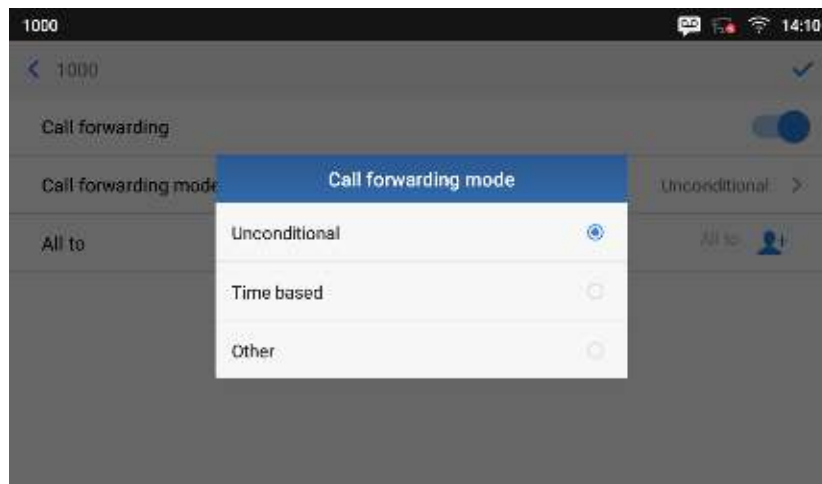 1000 14:10
1000
Call forwarding
Call forwarding mode Unconditional
All to All to
Call forwarding mode
Unconditional
Time based
Other